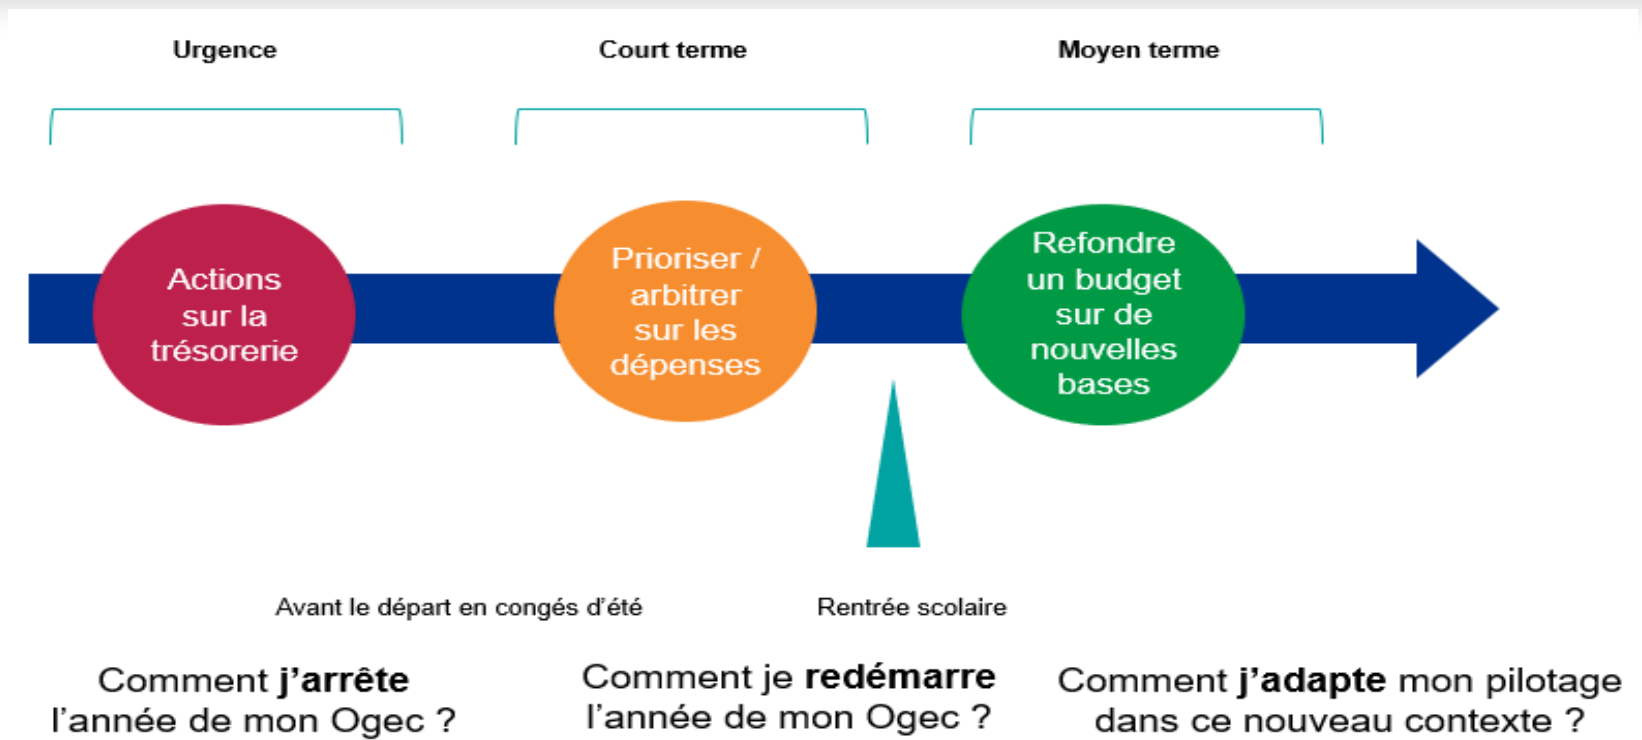 Urgence
Court terme
Moyen terme
Actions
sur la
trésorerie
Prioriser /
arbitrer
sur les
dépenses
Refondre
un budget
sur de
nouvelles
bases
Avant le départ en congés d'été
Rentrée scolaire
Comment j'arrête
l'année de mon Ogec ?
Comment je redémarre
l'année de mon Ogec ?
Comment j'adapte mon pilotage
dans ce nouveau contexte ?